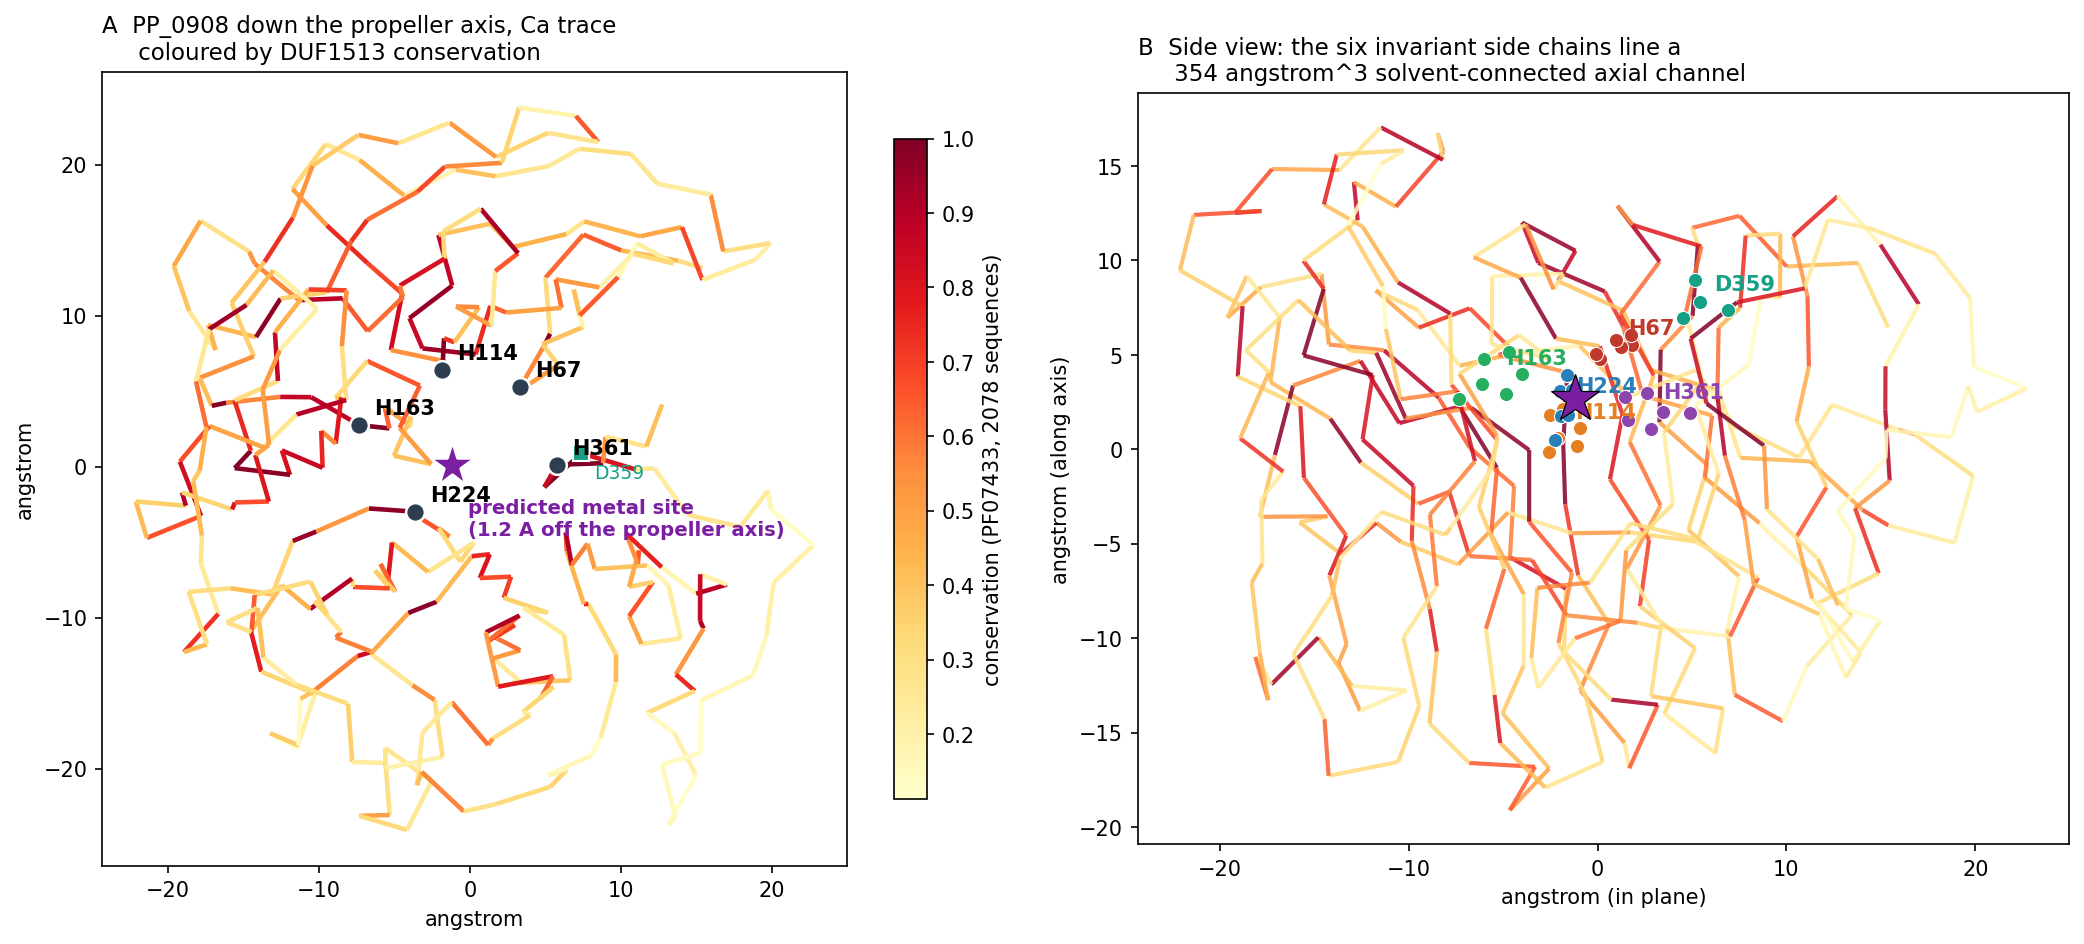 A  PP_0908 down the propeller axis, Ca trace
coloured by DUF1513 conservation
20
10
0
−10
−20
angstrom
H114
H67
H163
H361
D359
H224
predicted metal site
(1.2 A off the propeller axis)
−20
−10
0
10
20
angstrom
1.0
0.9
0.8
0.7
0.6
0.5
0.4
0.3
0.2
conservation (PF07433, 2078 sequences)
B  Side view: the six invariant side chains line a
354 angstrom^3 solvent-connected axial channel
15
10
5
0
−5
−10
−15
−20
angstrom (along axis)
D359
H67
H163
H224
H361
H114
−20
−10
0
10
20
angstrom (in plane)